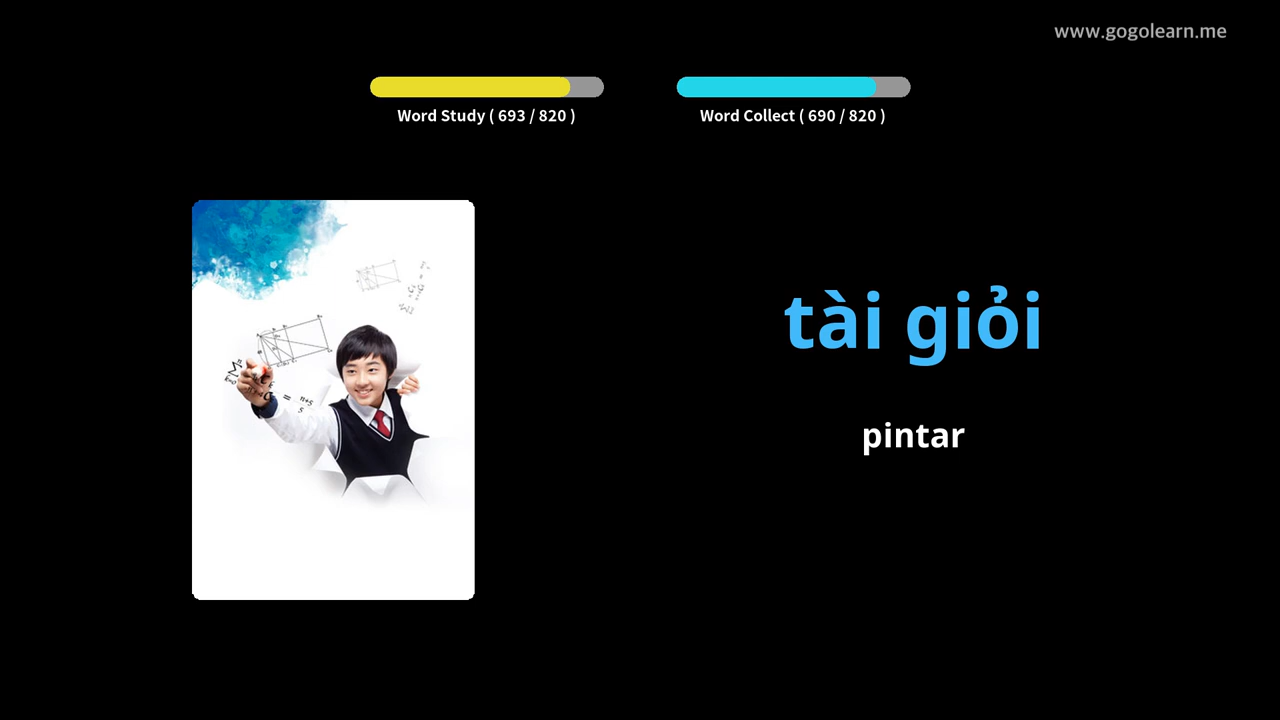 www.gogolearn.me
Word Study ( 693 / 820 )
Word Collect ( 690 / 820 )
tài giỏi
pintar